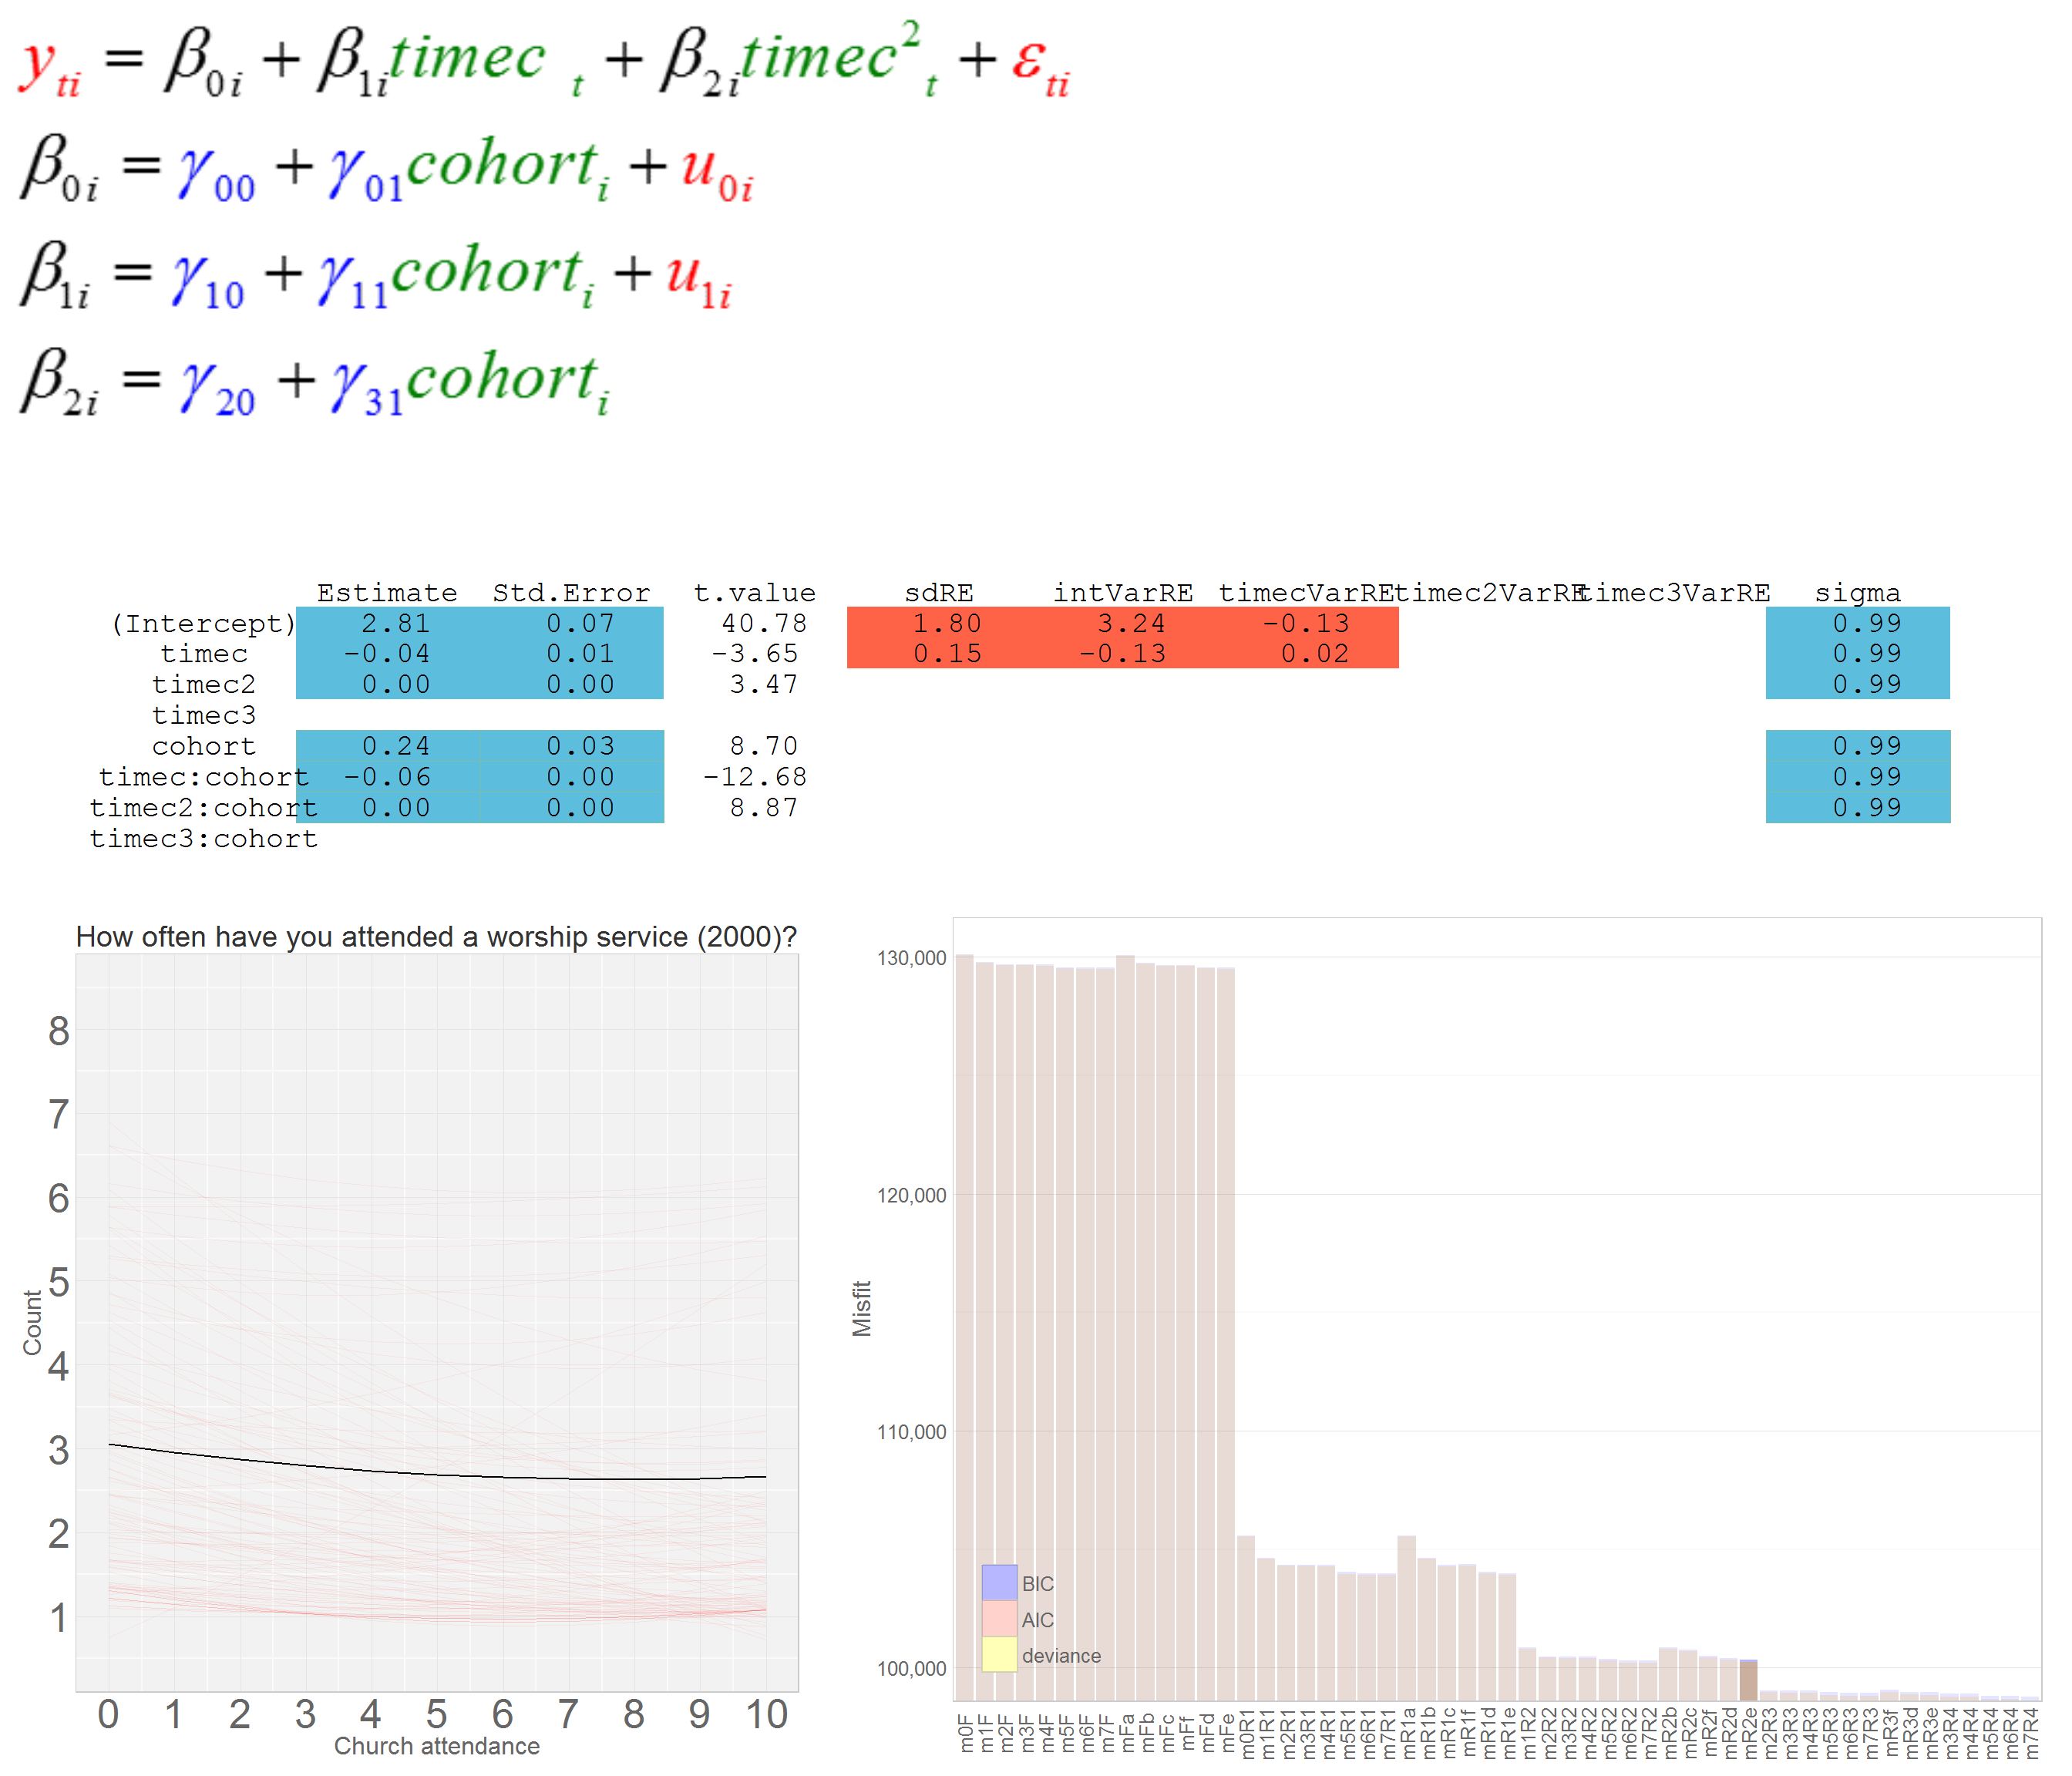 y_ti = β_0i + β_1i timec_t + β_2i timec²_t + ε_ti
β_0i = γ_00 + γ_01 cohort_i + u_0i
β_1i = γ_10 + γ_11 cohort_i + u_1i
β_2i = γ_20 + γ_31 cohort_i
Estimate Std.Error t.value sdRE intVarRE timecVarRE timec2VarRE timec3VarRE sigma
(Intercept) 2.81 0.07 40.78 1.80 3.24 -0.13 0.99
timec -0.04 0.01 -3.65 0.15 -0.13 0.02 0.99
timec2 0.00 0.00 3.47 0.99
timec3
cohort 0.24 0.03 8.70 0.99
timec:cohort -0.06 0.00 -12.68 0.99
timec2:cohort 0.00 0.00 8.87 0.99
timec3:cohort
How often have you attended a worship service (2000)?
8
7
6
5
4
3
2
1
Count
0 1 2 3 4 5 6 7 8 9 10
Church attendance
130,000
120,000
110,000
100,000
Misfit
BIC
AIC
deviance
m0F m1F m2F m3F m4F m5F m6F m7F mFa mFb mFc mFf mFd mFe m0R1 m1R1 m2R1 m3R1 m4R1 m5R1 m6R1 m7R1 mR1a mR1b mR1c mR1f mR1d mR1e m1R2 m2R2 m3R2 m4R2 m5R2 m6R2 m7R2 mR2b mR2c mR2f mR2d mR2e m2R3 m3R3 m4R3 m5R3 m6R3 m7R3 mR3f mR3d mR3e m3R4 m4R4 m5R4 m6R4 m7R4